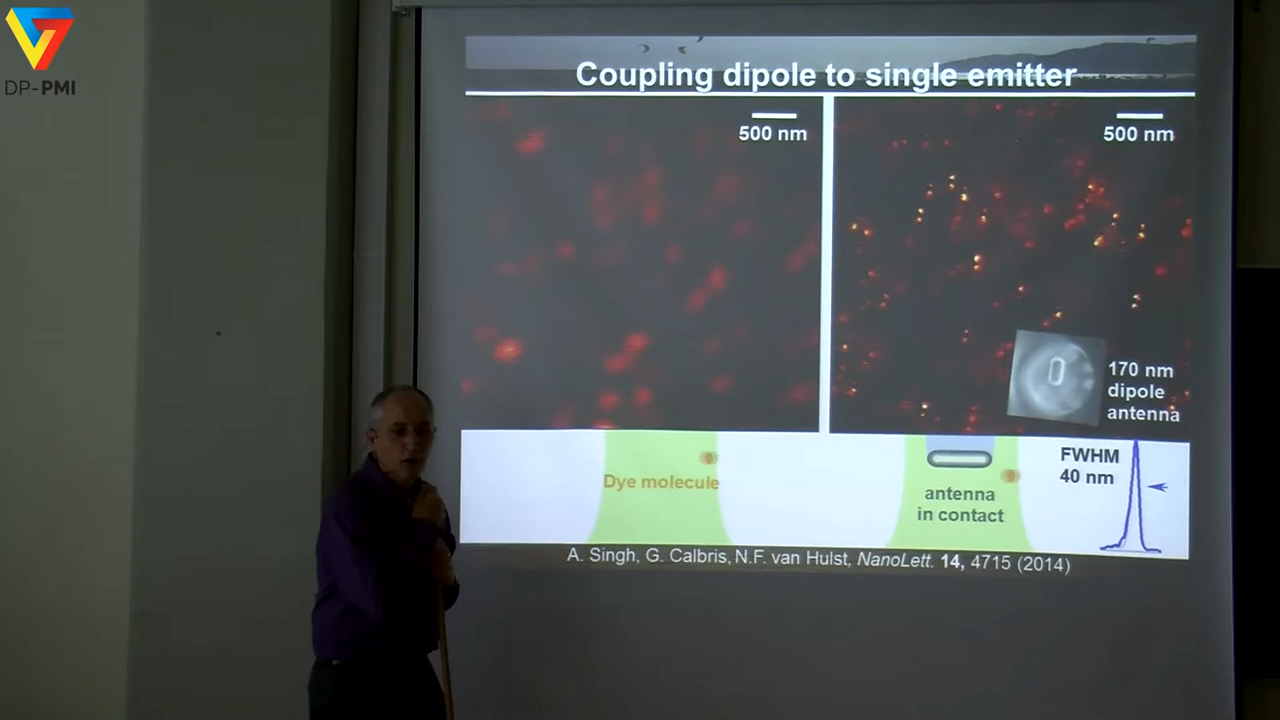 DP-PMI
Coupling dipole to single emitter
500 nm
500 nm
170 nm
dipole
antenna
Dye molecule
antenna
in contact
FWHM
40 nm
A. Singh, G. Calbris, N.F. van Hulst, NanoLett. 14, 4715 (2014)